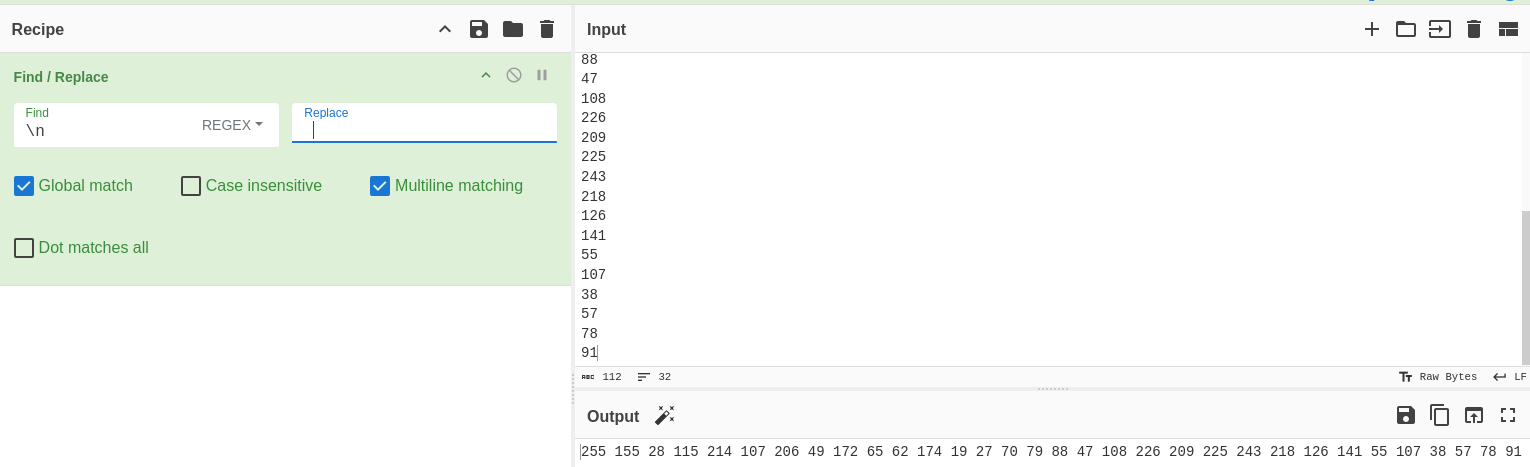 Recipe
Find / Replace
Find
\n
REGEX
Replace
Global match
Case insensitive
Multiline matching
Dot matches all
Input
88
47
108
226
209
225
243
218
126
141
55
107
38
57
78
91
ABC 112 32 Raw Bytes LF
Output
255 155 28 115 214 107 206 49 172 65 62 174 19 27 70 79 88 47 108 226 209 225 243 218 126 141 55 107 38 57 78 91